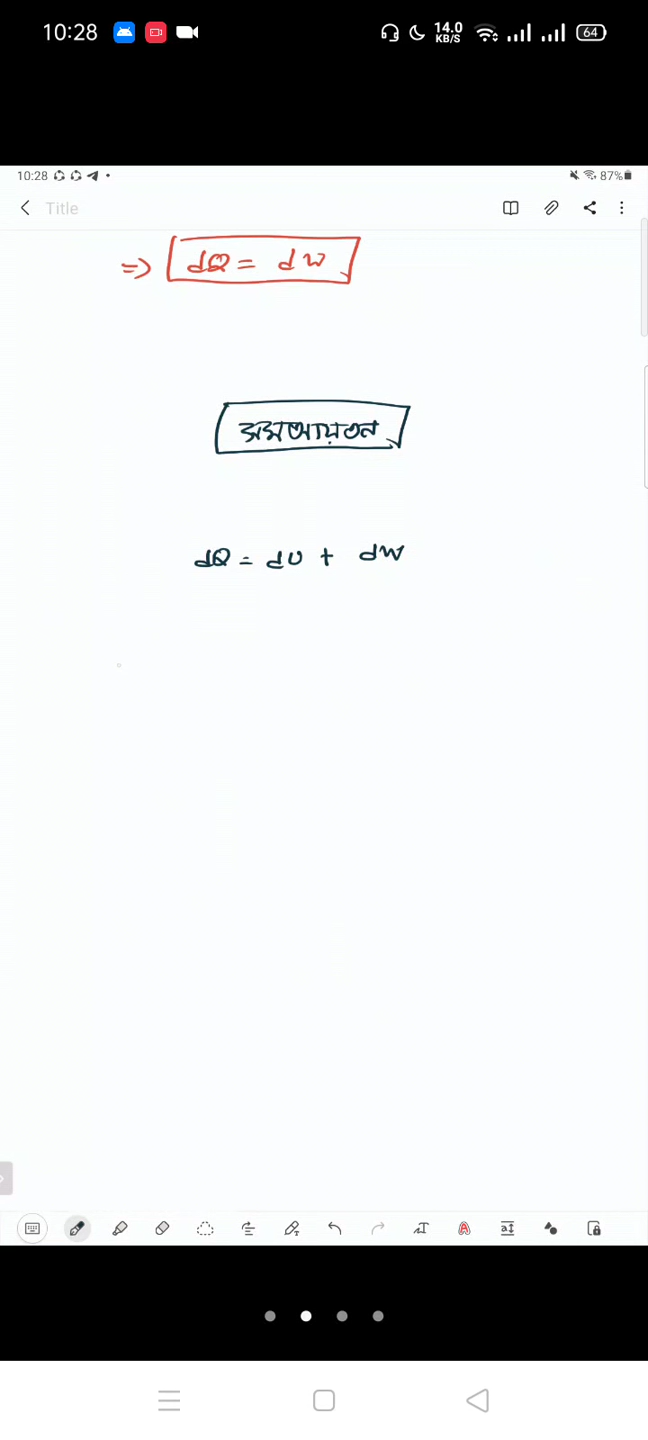 10:28 14.0 KB/S 64
10:28 87%
Title
=> dQ = dW
সমআয়তন
dQ = dU + dW